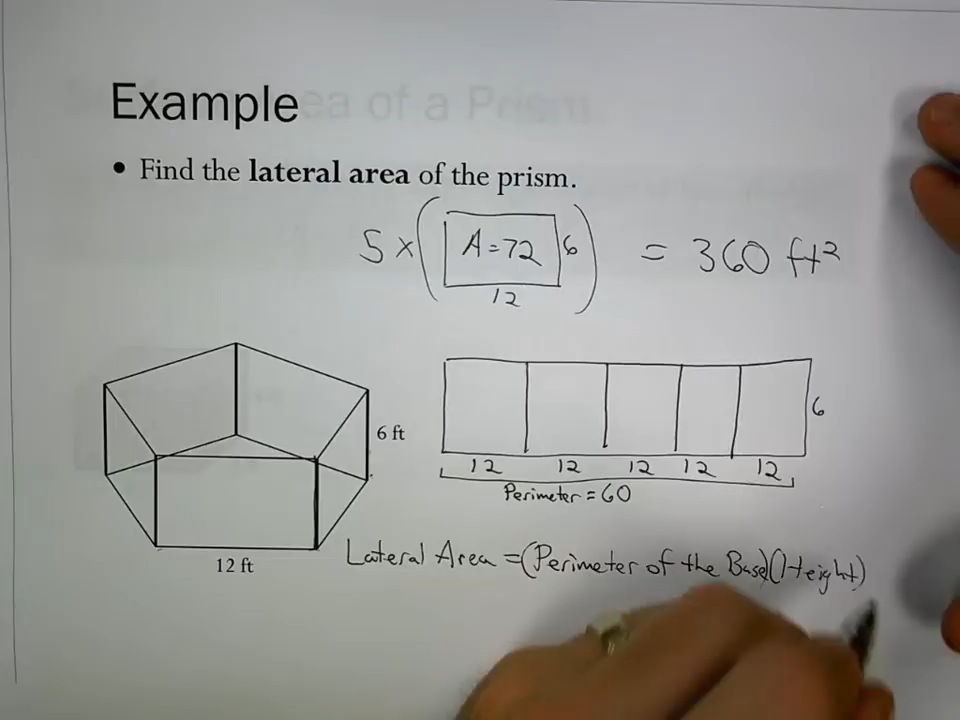 Example
• Find the lateral area of the prism.
5 × ( A = 72 6 ) = 360 ft²
12
6 ft
6
12 12 12 12 12
Perimeter = 60
12 ft
Lateral Area = (Perimeter of the Base)(Height)